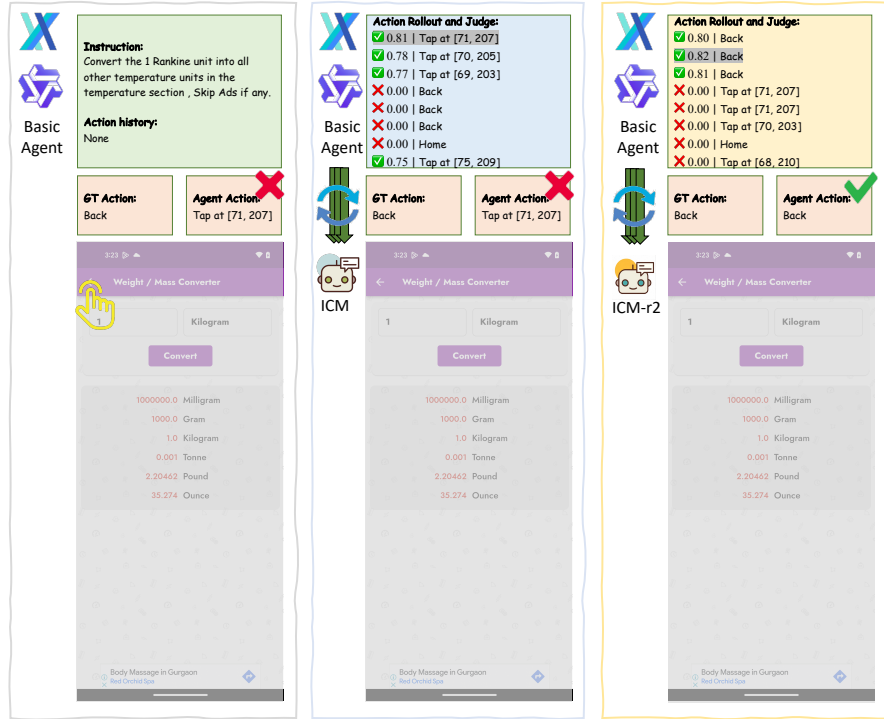 Basic
Agent
Instruction:
Convert the 1 Rankine unit into all
other temperature units in the
temperature section , Skip Ads if any.
Action history:
None
GT Action:
Back
Agent Action:
Tap at [71, 207]
3:23
Weight / Mass Converter
1
Kilogram
Convert
1000000.0 Milligram
1000.0 Gram
1.0 Kilogram
0.001 Tonne
2.20462 Pound
35.274 Ounce
Body Massage in Gurgaon
Red Orchid Spa
Basic
Agent
ICM
Action Rollout and Judge:
0.81 | Tap at [71, 207]
0.78 | Tap at [70, 205]
0.77 | Tap at [69, 203]
0.00 | Back
0.00 | Back
0.00 | Back
0.00 | Home
0.75 | Tap at [75, 209]
GT Action:
Back
Agent Action:
Tap at [71, 207]
3:23
Weight / Mass Converter
1
Kilogram
Convert
1000000.0 Milligram
1000.0 Gram
1.0 Kilogram
0.001 Tonne
2.20462 Pound
35.274 Ounce
Body Massage in Gurgaon
Red Orchid Spa
Basic
Agent
ICM-r2
Action Rollout and Judge:
0.80 | Back
0.82 | Back
0.81 | Back
0.00 | Tap at [71, 207]
0.00 | Tap at [71, 207]
0.00 | Tap at [70, 203]
0.00 | Home
0.00 | Tap at [68, 210]
GT Action:
Back
Agent Action:
Back
3:23
Weight / Mass Converter
1
Kilogram
Convert
1000000.0 Milligram
1000.0 Gram
1.0 Kilogram
0.001 Tonne
2.20462 Pound
35.274 Ounce
Body Massage in Gurgaon
Red Orchid Spa